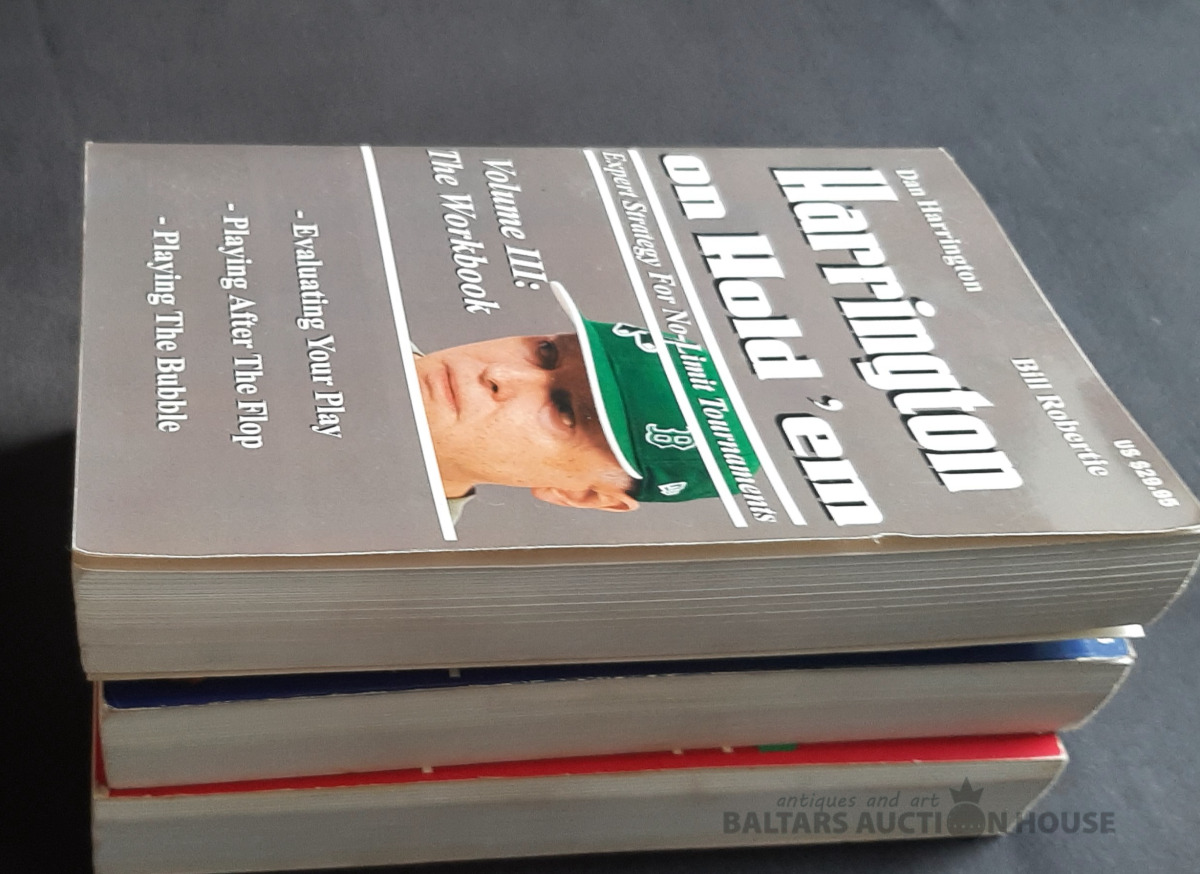 Dan Harrington
Bill Robertie
US $29.95
Harrington
on Hold 'em
Expert Strategy For No-Limit Tournaments
Volume III:
The Workbook
- Evaluating Your Play
- Playing After The Flop
- Playing The Bubble
B
antiques and art
BALTARS AUCTION HOUSE